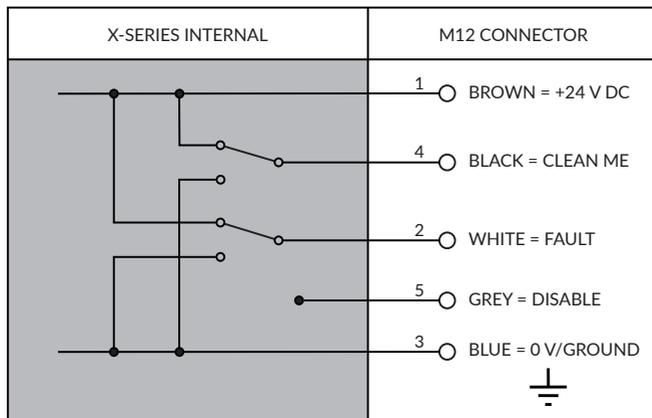 X-SERIES INTERNAL
M12 CONNECTOR
1 BROWN = +24 V DC
4 BLACK = CLEAN ME
2 WHITE = FAULT
5 GREY = DISABLE
3 BLUE = 0 V/GROUND